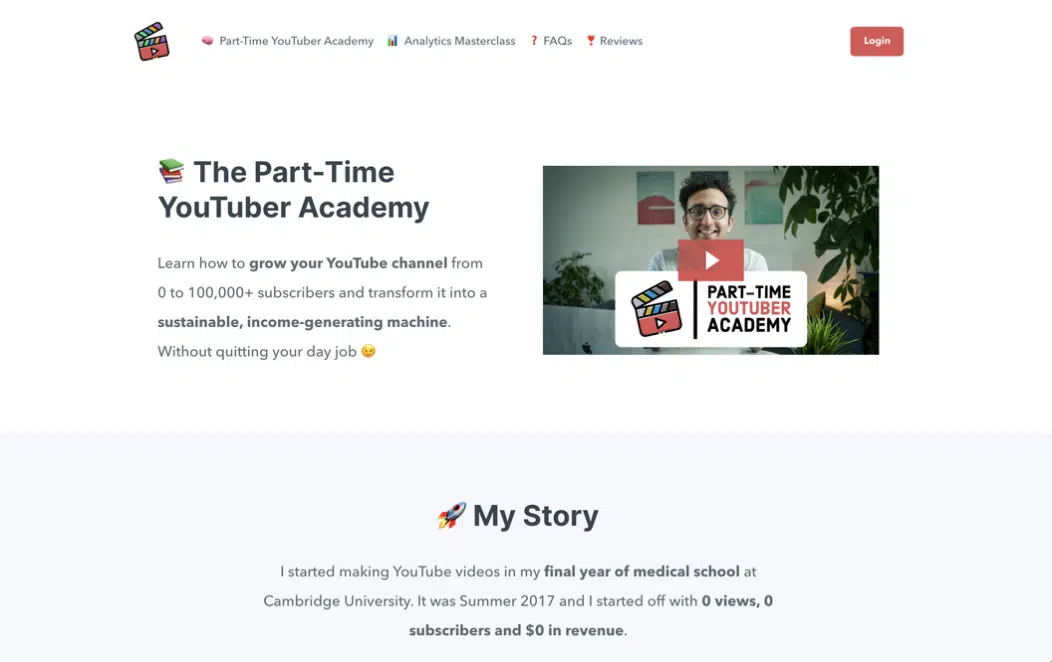 🧠 Part-Time YouTuber Academy 📊 Analytics Masterclass ❓ FAQs ❣️ Reviews Login
📚 The Part-Time
YouTuber Academy
Learn how to grow your YouTube channel from
0 to 100,000+ subscribers and transform it into a
sustainable, income-generating machine.
Without quitting your day job 😉
PART-TIME
YOUTUBER
ACADEMY
🚀 My Story
I started making YouTube videos in my final year of medical school at
Cambridge University. It was Summer 2017 and I started off with 0 views, 0
subscribers and $0 in revenue.